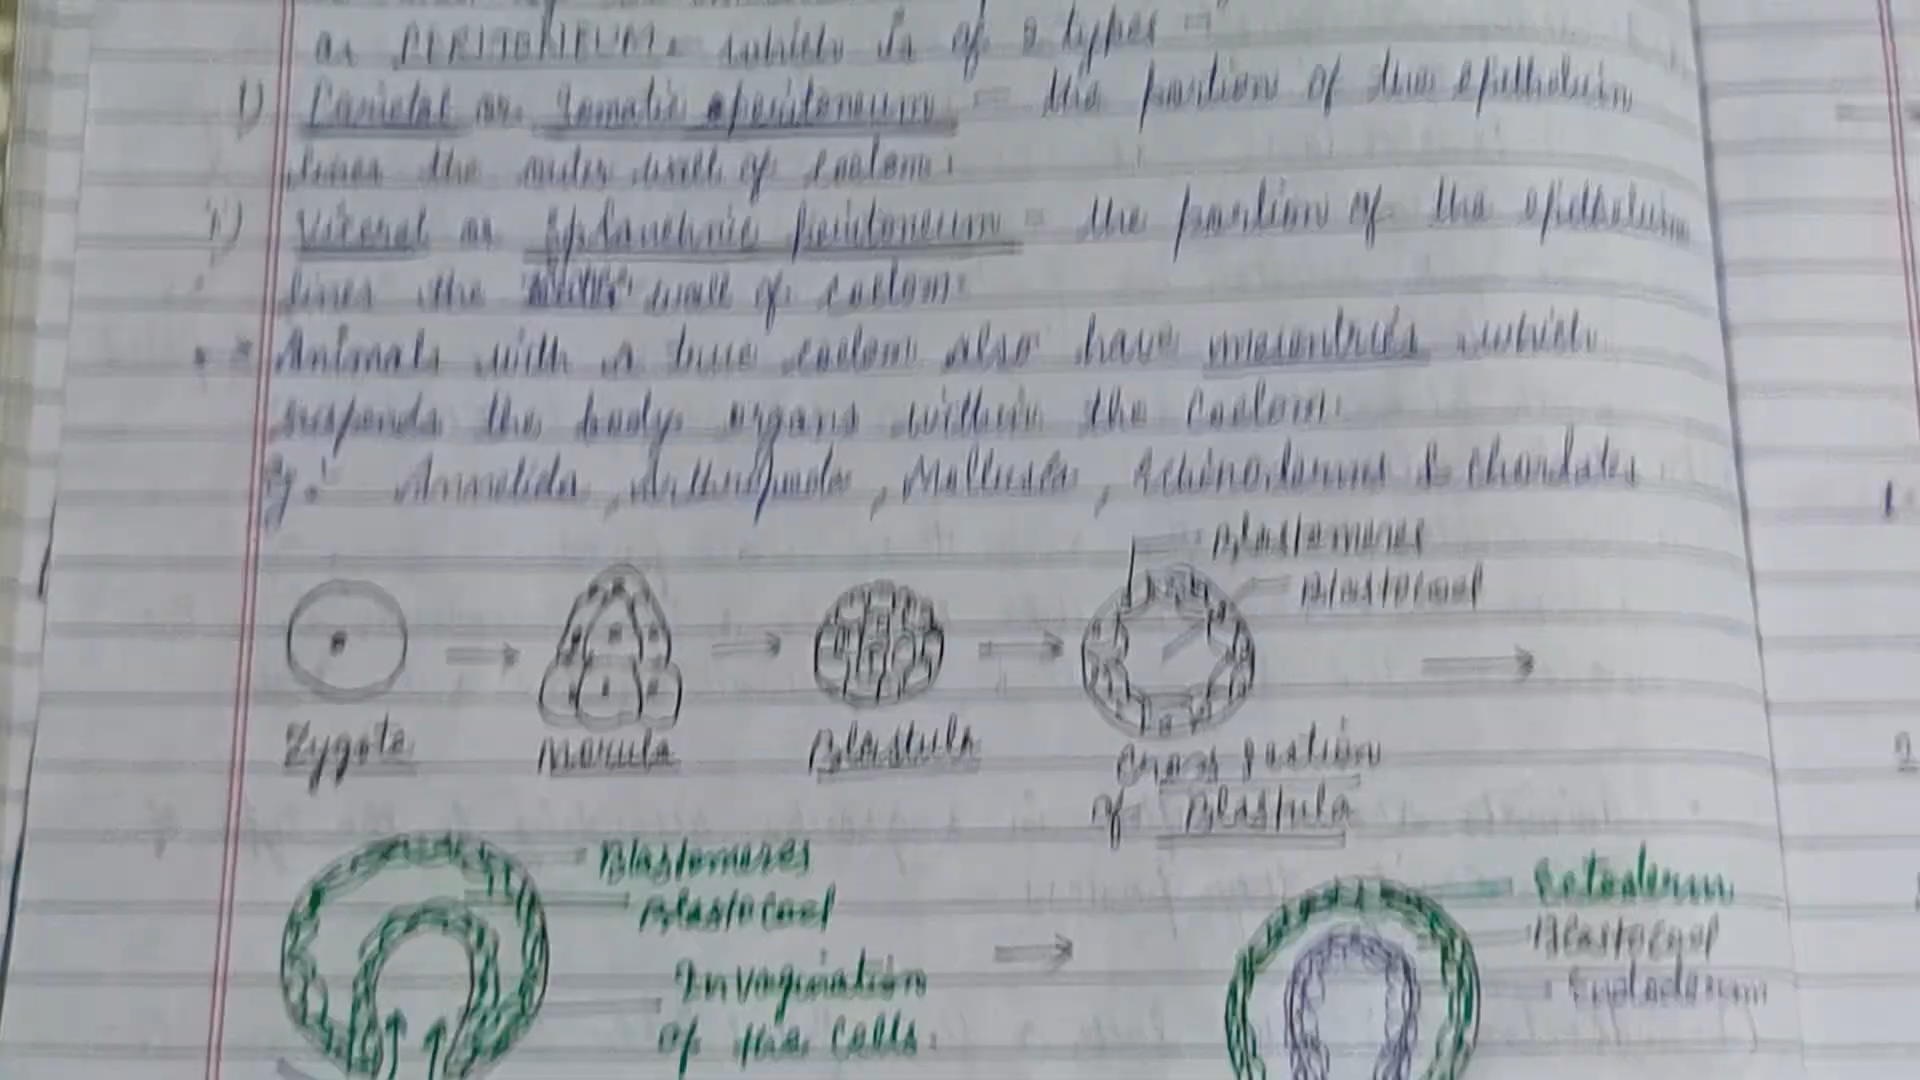 as PERITONEUM. which is of 2 types =
i) Parietal or Somatic peritoneum = the portion of the epithelium
lines the outer wall of coelom.
ii) Viceral or Splanchnic peritoneum = the portion of the epithelium
lines the wall of coelom.
Animals with a true coelom also have mesentries which
suspends the body organs within the coelom.
Eg: Annelida, Arthropoda, Mollusca, Echinoderms & chordates
Blastomeres
Blastocoel
Zygote Morula Blastula Cross section
of Blastula
Blastomeres
Blastocoel
Invagination
of the cells.
Ectoderm
Blastocoel
Endoderm
1.
2